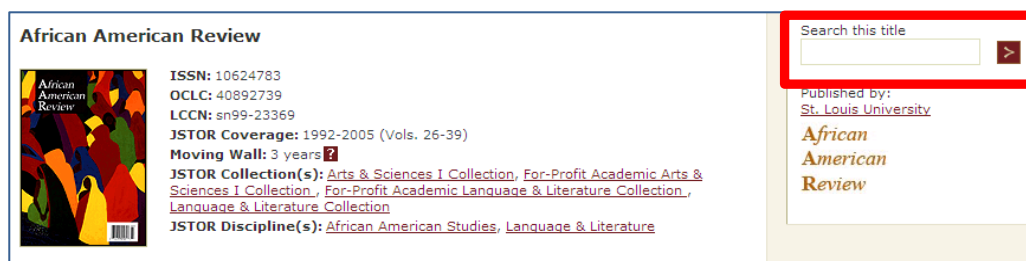 African American Review
African
American
Review
ISSN: 10624783
OCLC: 40892739
LCCN: sn99-23369
JSTOR Coverage: 1992-2005 (Vols. 26-39)
Moving Wall: 3 years ?
JSTOR Collection(s): Arts & Sciences I Collection, For-Profit Academic Arts &
Sciences I Collection , For-Profit Academic Language & Literature Collection ,
Language & Literature Collection
JSTOR Discipline(s): African American Studies, Language & Literature
Search this title
>
Published by:
St. Louis University
African
American
Review